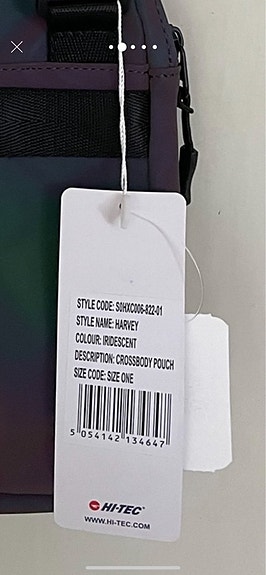 STYLE CODE: S0HXC006-822-01
STYLE NAME: HARVEY
COLOUR: IRIDESCENT
DESCRIPTION: CROSSBODY POUCH
SIZE CODE: SIZE ONE
5 054142 134647
HI-TEC®
WWW.HI-TEC.COM